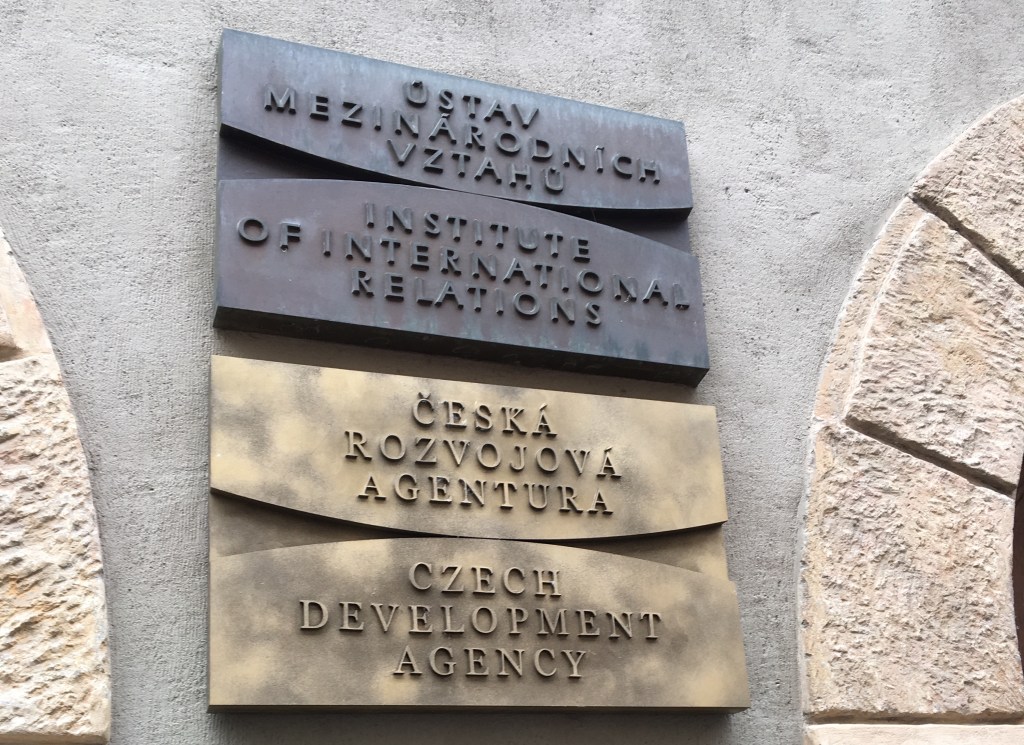 ÚSTAV
MEZINÁRODNÍCH
VZTAHŮ
INSTITUTE
OF INTERNATIONAL
RELATIONS
ČESKÁ
ROZVOJOVÁ
AGENTURA
CZECH
DEVELOPMENT
AGENCY